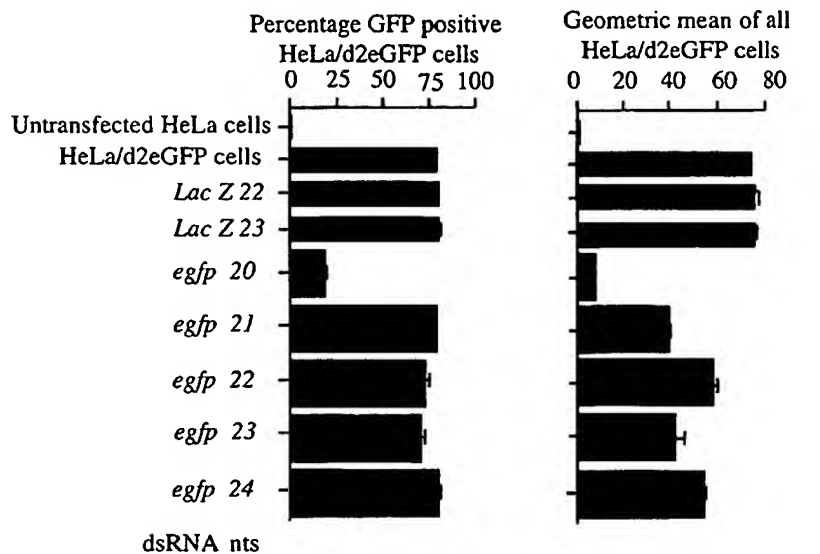 Percentage GFP positive
HeLa/d2eGFP cells
0 25 50 75 100
Geometric mean of all
HeLa/d2eGFP cells
0 20 40 60 80
Untransfected HeLa cells
HeLa/d2eGFP cells
Lac Z 22
Lac Z 23
egfp 20
egfp 21
egfp 22
egfp 23
egfp 24
dsRNA nts